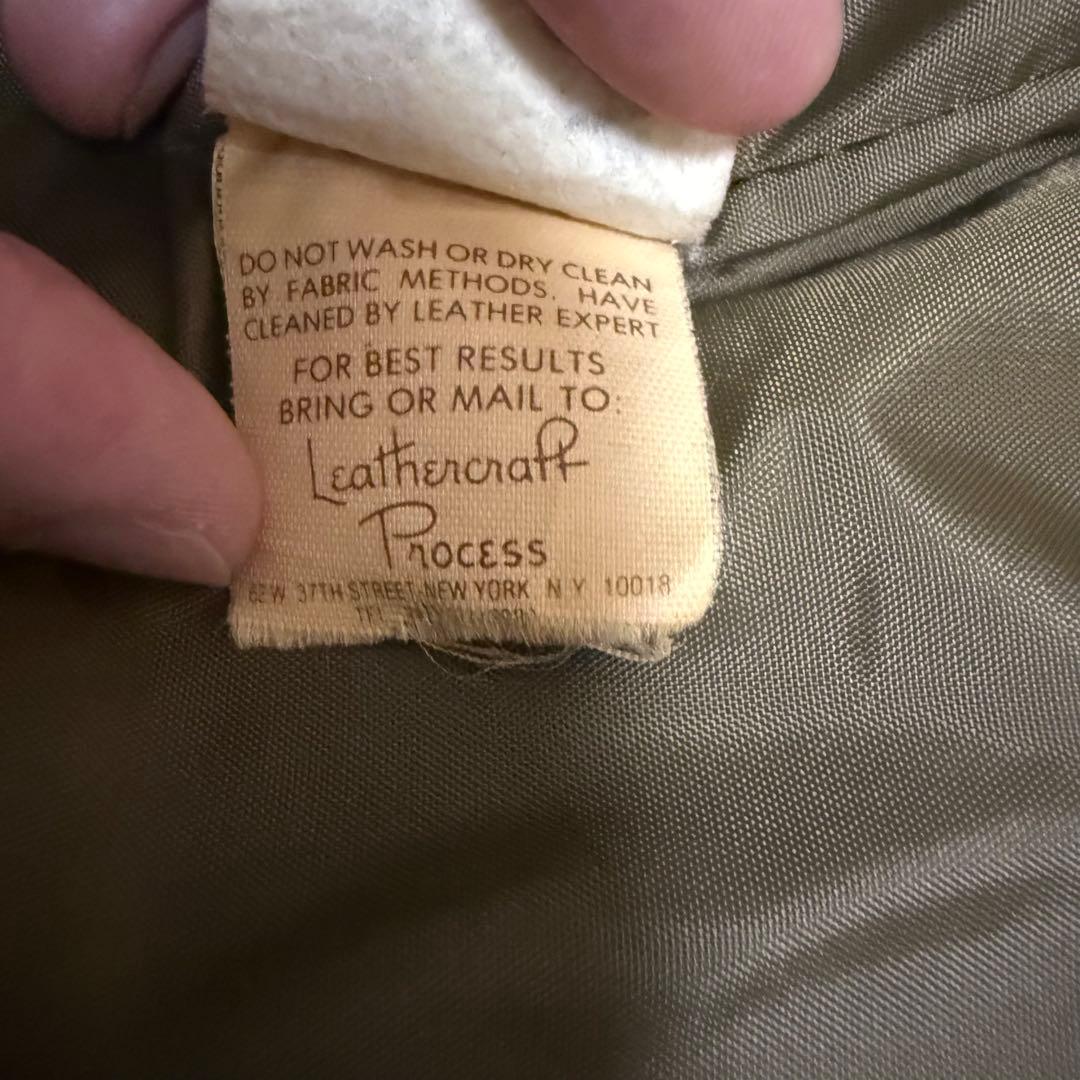 DO NOT WASH OR DRY CLEAN
BY FABRIC METHODS. HAVE
CLEANED BY LEATHER EXPERT
FOR BEST RESULTS
BRING OR MAIL TO:
Leathercraft
Process
W 37TH STREET NEW YORK N Y 10018